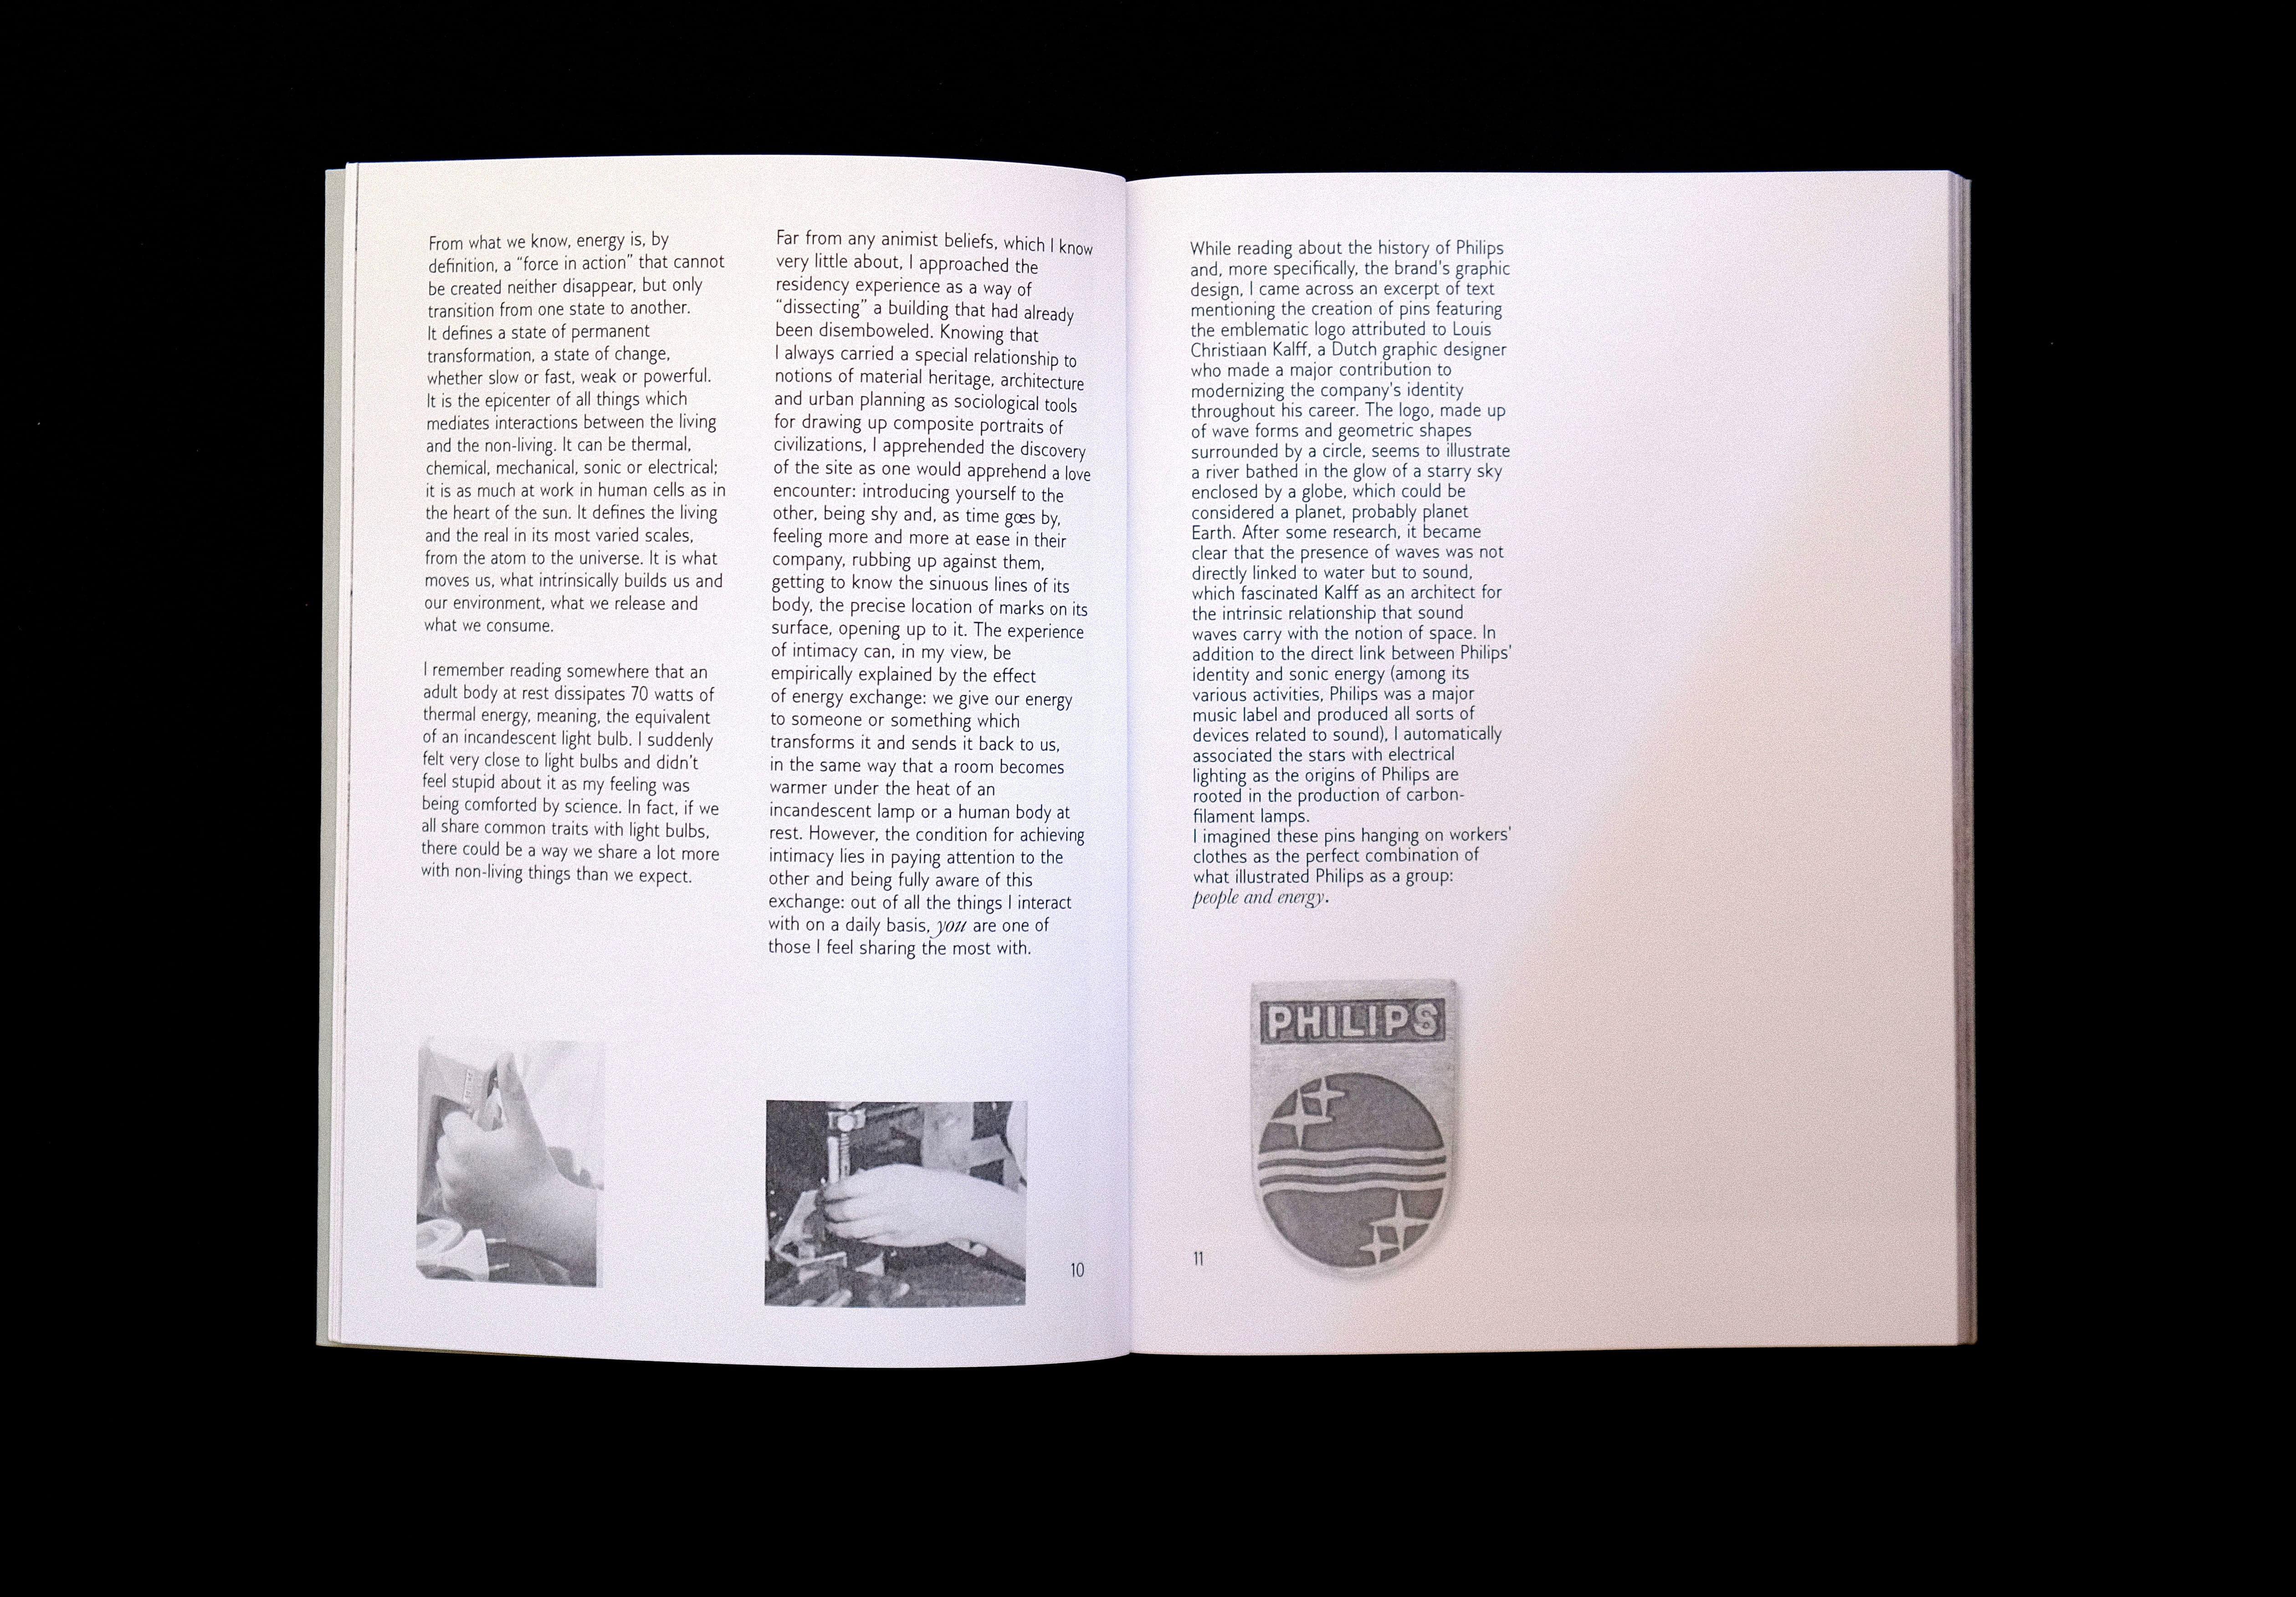 From what we know, energy is, by
definition, a “force in action” that cannot
be created neither disappear, but only
transition from one state to another.
It defines a state of permanent
transformation, a state of change,
whether slow or fast, weak or powerful.
It is the epicenter of all things which
mediates interactions between the living
and the non-living. It can be thermal,
chemical, mechanical, sonic or electrical;
it is as much at work in human cells as in
the heart of the sun. It defines the living
and the real in its most varied scales,
from the atom to the universe. It is what
moves us, what intrinsically builds us and
our environment, what we release and
what we consume.
I remember reading somewhere that an
adult body at rest dissipates 70 watts of
thermal energy, meaning, the equivalent
of an incandescent light bulb. I suddenly
felt very close to light bulbs and didn't
feel stupid about it as my feeling was
being comforted by science. In fact, if we
all share common traits with light bulbs,
there could be a way we share a lot more
with non-living things than we expect.
Far from any animist beliefs, which I know
very little about, I approached the
residency experience as a way of
“dissecting” a building that had already
been disemboweled. Knowing that
I always carried a special relationship to
notions of material heritage, architecture
and urban planning as sociological tools
for drawing up composite portraits of
civilizations, I apprehended the discovery
of the site as one would apprehend a love
encounter: introducing yourself to the
other, being shy and, as time gœs by,
feeling more and more at ease in their
company, rubbing up against them,
getting to know the sinuous lines of its
body, the precise location of marks on its
surface, opening up to it. The experience
of intimacy can, in my view, be
empirically explained by the effect
of energy exchange: we give our energy
to someone or something which
transforms it and sends it back to us,
in the same way that a room becomes
warmer under the heat of an
incandescent lamp or a human body at
rest. However, the condition for achieving
intimacy lies in paying attention to the
other and being fully aware of this
exchange: out of all the things I interact
with on a daily basis, you are one of
those I feel sharing the most with.
10
While reading about the history of Philips
and, more specifically, the brand's graphic
design, I came across an excerpt of text
mentioning the creation of pins featuring
the emblematic logo attributed to Louis
Christiaan Kalff, a Dutch graphic designer
who made a major contribution to
modernizing the company's identity
throughout his career. The logo, made up
of wave forms and geometric shapes
surrounded by a circle, seems to illustrate
a river bathed in the glow of a starry sky
enclosed by a globe, which could be
considered a planet, probably planet
Earth. After some research, it became
clear that the presence of waves was not
directly linked to water but to sound,
which fascinated Kalff as an architect for
the intrinsic relationship that sound
waves carry with the notion of space. In
addition to the direct link between Philips'
identity and sonic energy (among its
various activities, Philips was a major
music label and produced all sorts of
devices related to sound), I automatically
associated the stars with electrical
lighting as the origins of Philips are
rooted in the production of carbon-
filament lamps.
I imagined these pins hanging on workers'
clothes as the perfect combination of
what illustrated Philips as a group:
people and energy.
PHILIPS
11